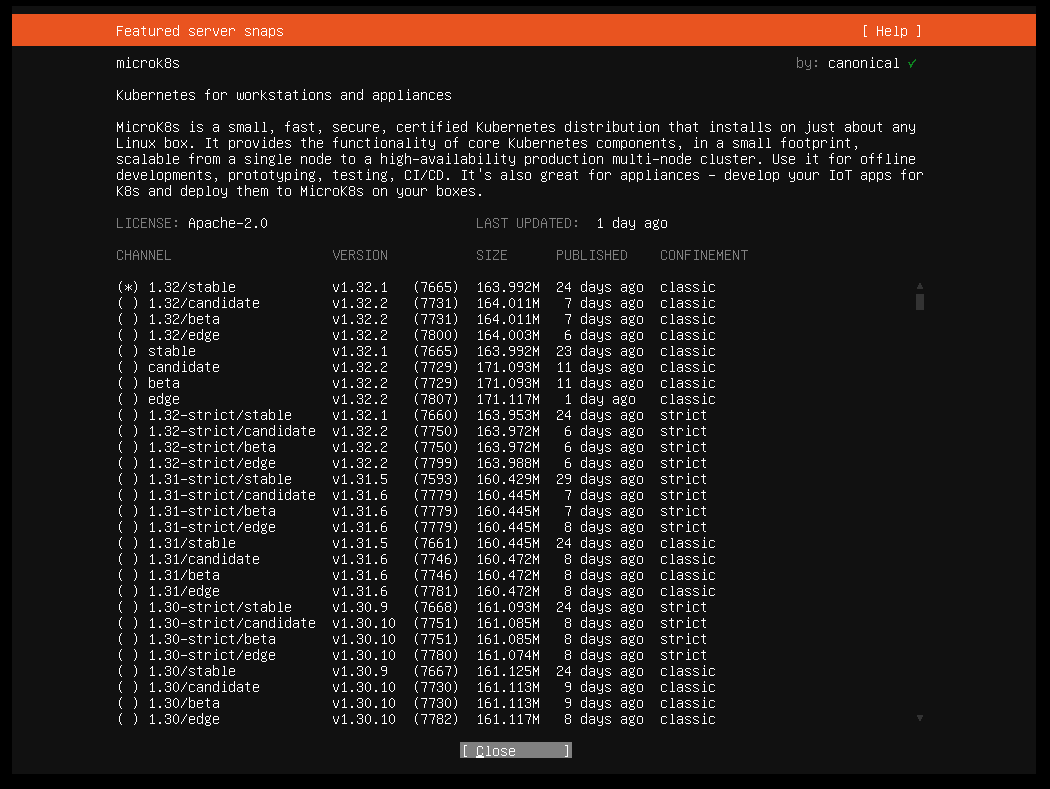 Featured server snaps [ Help ]
microk8s by: canonical ✓
Kubernetes for workstations and appliances
MicroK8s is a small, fast, secure, certified Kubernetes distribution that installs on just about any
Linux box. It provides the functionality of core Kubernetes components, in a small footprint,
scalable from a single node to a high-availability production multi-node cluster. Use it for offline
developments, prototyping, testing, CI/CD. It's also great for appliances – develop your IoT apps for
K8s and deploy them to MicroK8s on your boxes.
LICENSE: Apache-2.0 LAST UPDATED: 1 day ago
CHANNEL VERSION SIZE PUBLISHED CONFINEMENT
(*) 1.32/stable v1.32.1 (7665) 163.992M 24 days ago classic
( ) 1.32/candidate v1.32.2 (7731) 164.011M 7 days ago classic
( ) 1.32/beta v1.32.2 (7731) 164.011M 7 days ago classic
( ) 1.32/edge v1.32.2 (7800) 164.003M 6 days ago classic
( ) stable v1.32.1 (7665) 163.992M 23 days ago classic
( ) candidate v1.32.2 (7729) 171.093M 11 days ago classic
( ) beta v1.32.2 (7729) 171.093M 11 days ago classic
( ) edge v1.32.2 (7807) 171.117M 1 day ago classic
( ) 1.32-strict/stable v1.32.1 (7660) 163.953M 24 days ago strict
( ) 1.32-strict/candidate v1.32.2 (7750) 163.972M 6 days ago strict
( ) 1.32-strict/beta v1.32.2 (7750) 163.972M 6 days ago strict
( ) 1.32-strict/edge v1.32.2 (7799) 163.988M 6 days ago strict
( ) 1.31-strict/stable v1.31.5 (7593) 160.429M 29 days ago strict
( ) 1.31-strict/candidate v1.31.6 (7779) 160.445M 7 days ago strict
( ) 1.31-strict/beta v1.31.6 (7779) 160.445M 7 days ago strict
( ) 1.31-strict/edge v1.31.6 (7779) 160.445M 8 days ago strict
( ) 1.31/stable v1.31.5 (7661) 160.445M 24 days ago classic
( ) 1.31/candidate v1.31.6 (7746) 160.472M 8 days ago classic
( ) 1.31/beta v1.31.6 (7746) 160.472M 8 days ago classic
( ) 1.31/edge v1.31.6 (7781) 160.472M 8 days ago classic
( ) 1.30-strict/stable v1.30.9 (7668) 161.093M 24 days ago strict
( ) 1.30-strict/candidate v1.30.10 (7751) 161.085M 8 days ago strict
( ) 1.30-strict/beta v1.30.10 (7751) 161.085M 8 days ago strict
( ) 1.30-strict/edge v1.30.10 (7780) 161.074M 8 days ago strict
( ) 1.30/stable v1.30.9 (7667) 161.125M 24 days ago classic
( ) 1.30/candidate v1.30.10 (7730) 161.113M 9 days ago classic
( ) 1.30/beta v1.30.10 (7730) 161.113M 9 days ago classic
( ) 1.30/edge v1.30.10 (7782) 161.117M 8 days ago classic
[ Close ]